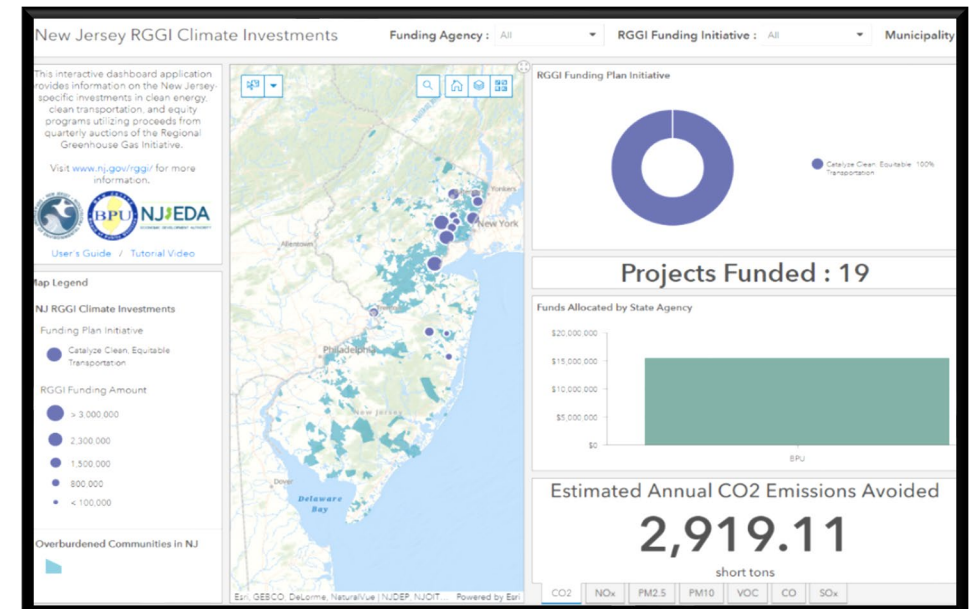 New Jersey RGGI Climate Investments
Funding Agency : All
RGGI Funding Initiative : All
Municipality
This interactive dashboard application
provides information on the New Jersey-
specific investments in clean energy,
clean transportation, and equity
programs utilizing proceeds from
quarterly auctions of the Regional
Greenhouse Gas Initiative.
Visit www.nj.gov/rggi/ for more
information.
BPU
NJEDA
User's Guide / Tutorial Video
Map Legend
NJ RGGI Climate Investments
Funding Plan Initiative
Catalyze Clean, Equitable
Transportation
RGGI Funding Amount
> 3,000,000
2,300,000
1,500,000
800,000
< 100,000
Overburdened Communities in NJ
Yonkers
New York
Allentown
Philadelphia
New Jersey
Dover
Delaware
Bay
Esri, GEBCO, DeLorme, NaturalVue | NJDEP, NJOIT... Powered by Esri
RGGI Funding Plan Initiative
Catalyze Clean, Equitable 100%
Transportation
Projects Funded : 19
Funds Allocated by State Agency
$20,000,000
$15,000,000
$10,000,000
$5,000,000
$0
BPU
Estimated Annual CO2 Emissions Avoided
2,919.11
short tons
CO2 NOx PM2.5 PM10 VOC CO SOx